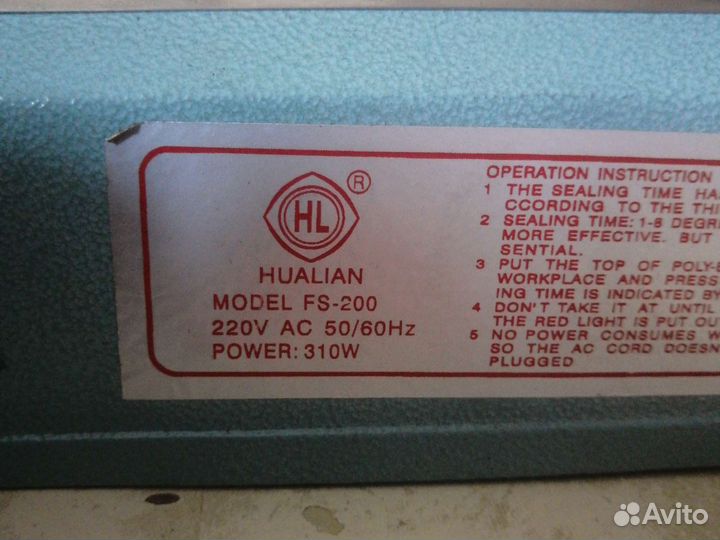 HL
®
HUALIAN
MODEL FS-200
220V AC 50/60Hz
POWER: 310W
OPERATION INSTRUCTION
1 THE SEALING TIME HA
CCORDING TO THE THI
2 SEALING TIME: 1-8 DEGR
MORE EFFECTIVE. BUT
SENTIAL.
3 PUT THE TOP OF POLY-
WORKPLACE AND PRESS
ING TIME IS INDICATED BY
4 DON'T TAKE IT AT UNTIL
THE RED LIGHT IS PUT OU
5 NO POWER CONSUMES W
SO THE AC CORD DOESN
PLUGGED
Avito